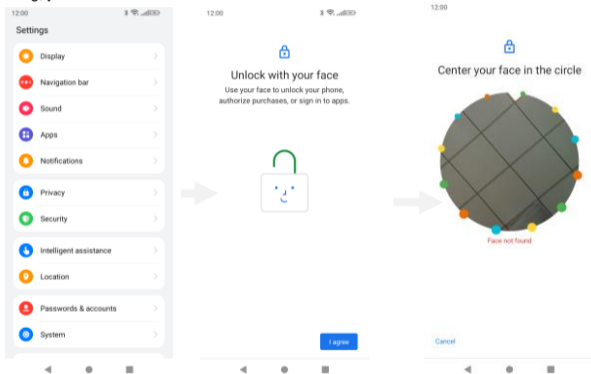 12:00
Settings
Display
Navigation bar
Sound
Apps
Notifications
Privacy
Security
Intelligent assistance
Location
Passwords & accounts
System
12:00
Unlock with your face
Use your face to unlock your phone,
authorize purchases, or sign in to apps.
I agree
12:00
Center your face in the circle
Face not found
Cancel